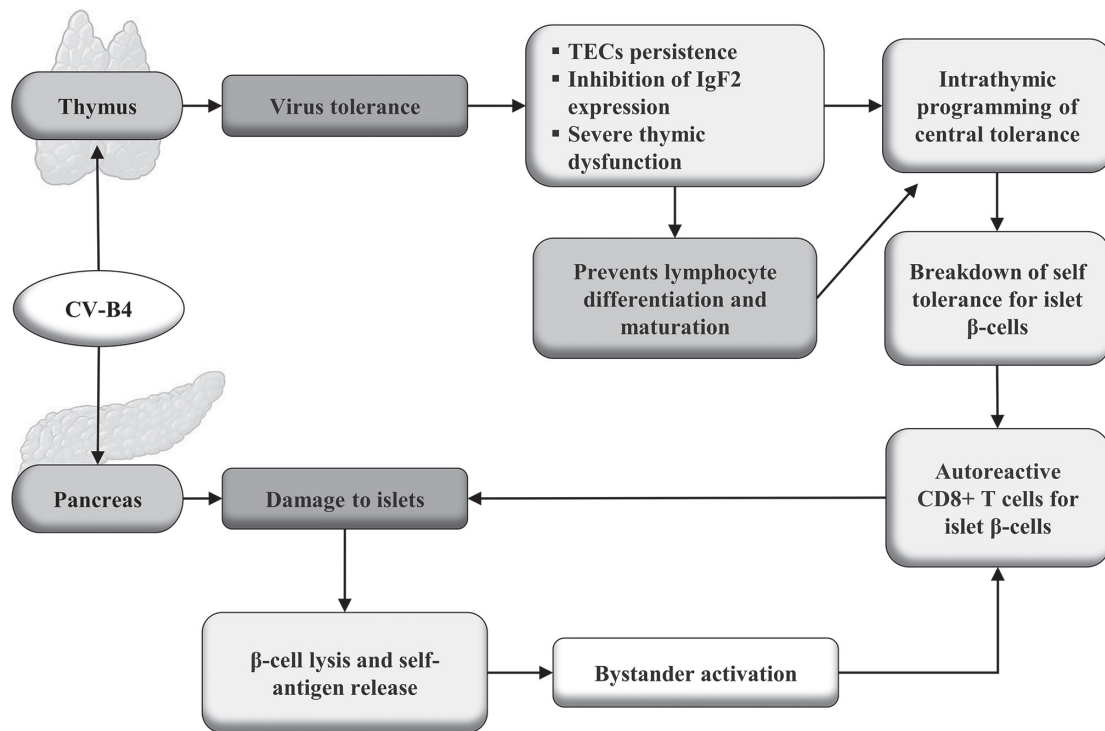 Thymus
Virus tolerance
▪ TECs persistence
▪ Inhibition of IgF2
expression
▪ Severe thymic
dysfunction
Intrathymic
programming of
central tolerance
Prevents lymphocyte
differentiation and
maturation
Breakdown of self
tolerance for islet
β-cells
CV-B4
Pancreas
Damage to islets
Autoreactive
CD8+ T cells for
islet β-cells
β-cell lysis and self-
antigen release
Bystander activation